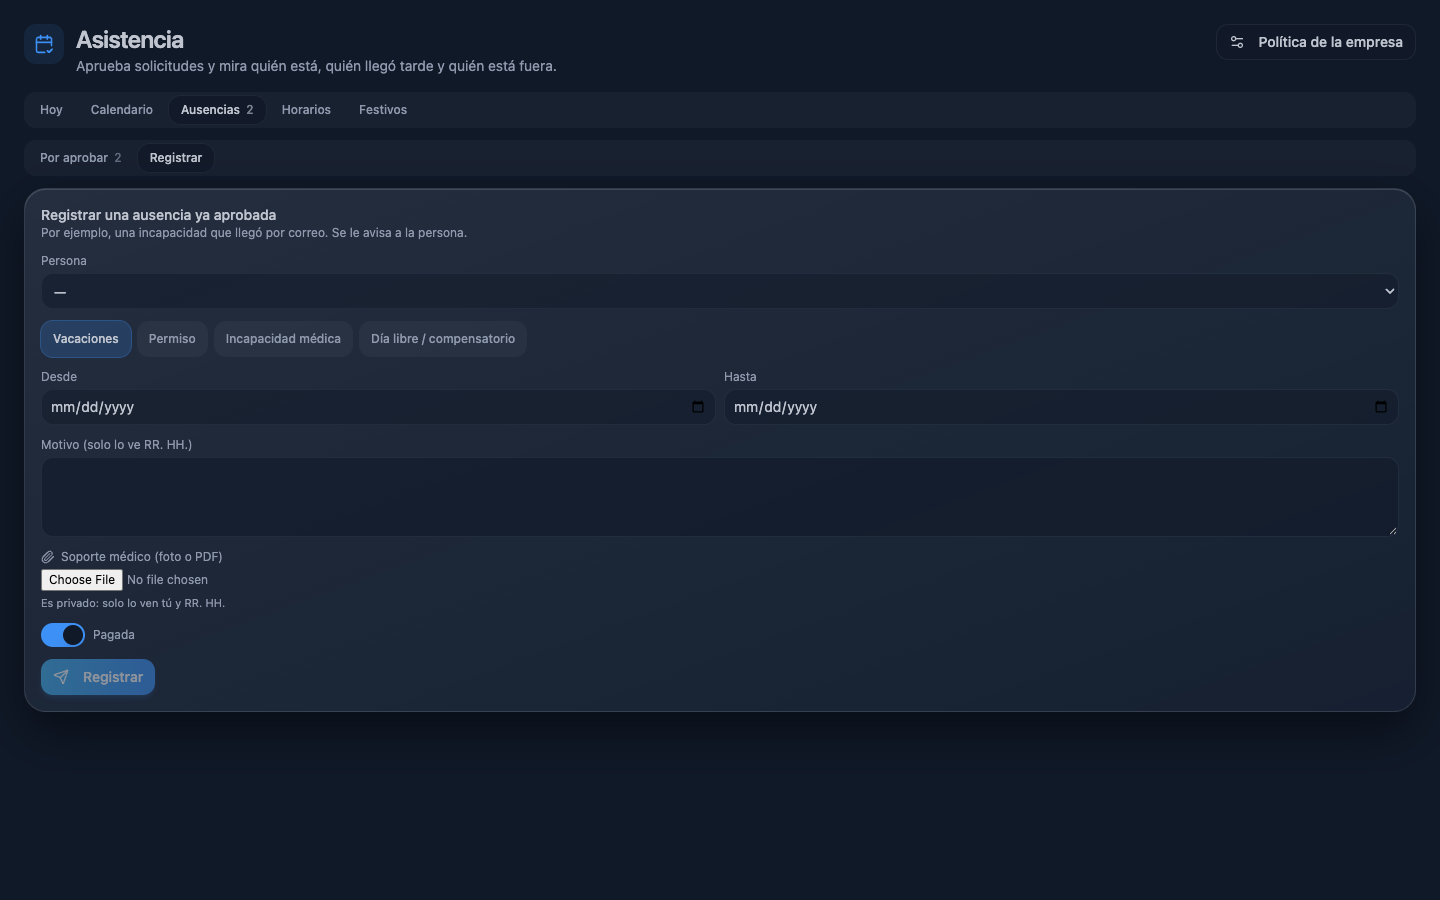 Asistencia
Aprueba solicitudes y mira quién está, quién llegó tarde y quién está fuera.
Política de la empresa
Hoy Calendario Ausencias 2 Horarios Festivos
Por aprobar 2 Registrar
Registrar una ausencia ya aprobada
Por ejemplo, una incapacidad que llegó por correo. Se le avisa a la persona.
Persona
—
Vacaciones Permiso Incapacidad médica Día libre / compensatorio
Desde Hasta
mm/dd/yyyy mm/dd/yyyy
Motivo (solo lo ve RR. HH.)
Soporte médico (foto o PDF)
Choose File No file chosen
Es privado: solo lo ven tú y RR. HH.
Pagada
Registrar